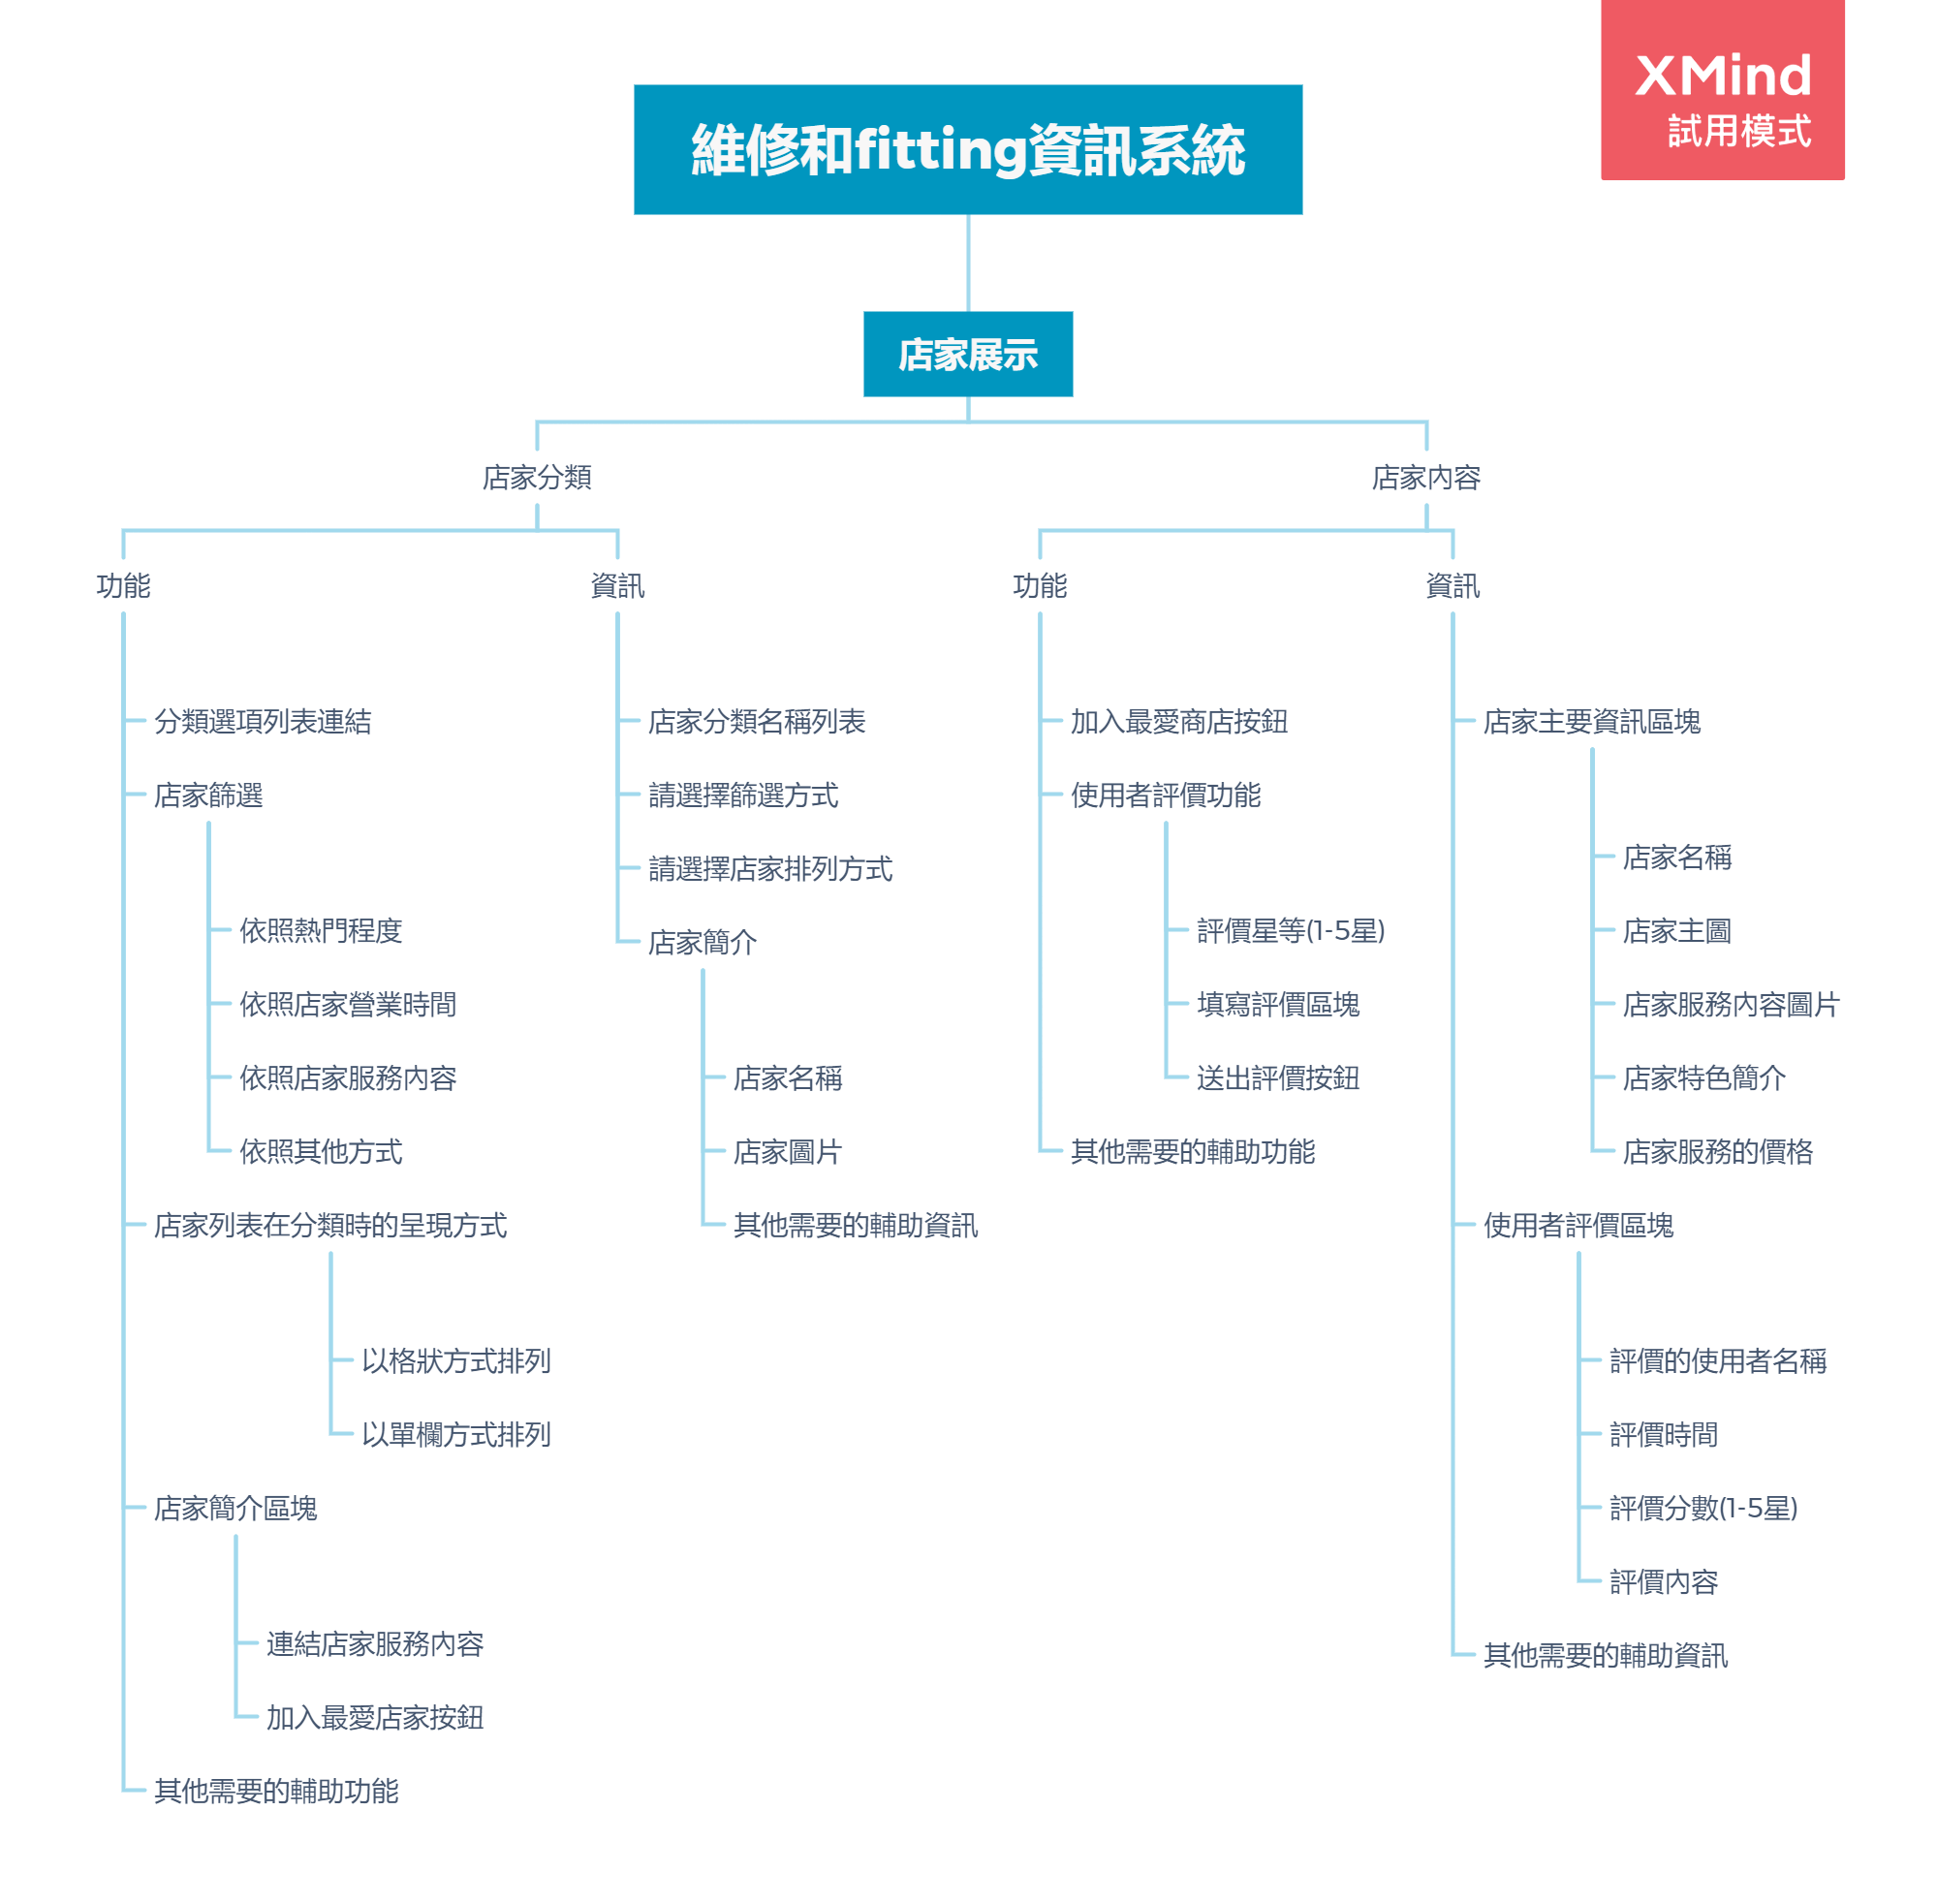 XMind
試用模式
維修和fitting資訊系統
店家展示
店家分類
功能
分類選項列表連結
店家篩選
依照熱門程度
依照店家營業時間
依照店家服務內容
依照其他方式
店家列表在分類時的呈現方式
以格狀方式排列
以單欄方式排列
店家簡介區塊
連結店家服務內容
加入最愛店家按鈕
其他需要的輔助功能
資訊
店家分類名稱列表
請選擇篩選方式
請選擇店家排列方式
店家簡介
店家名稱
店家圖片
其他需要的輔助資訊
店家內容
功能
加入最愛商店按鈕
使用者評價功能
評價星等(1-5星)
填寫評價區塊
送出評價按鈕
其他需要的輔助功能
資訊
店家主要資訊區塊
店家名稱
店家主圖
店家服務內容圖片
店家特色簡介
店家服務的價格
使用者評價區塊
評價的使用者名稱
評價時間
評價分數(1-5星)
評價內容
其他需要的輔助資訊